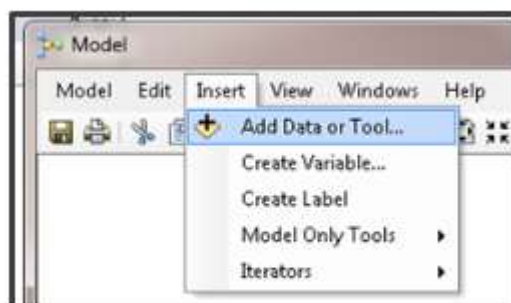 Model
Model Edit Insert View Windows Help
Add Data or Tool...
Create Variable...
Create Label
Model Only Tools
Iterators